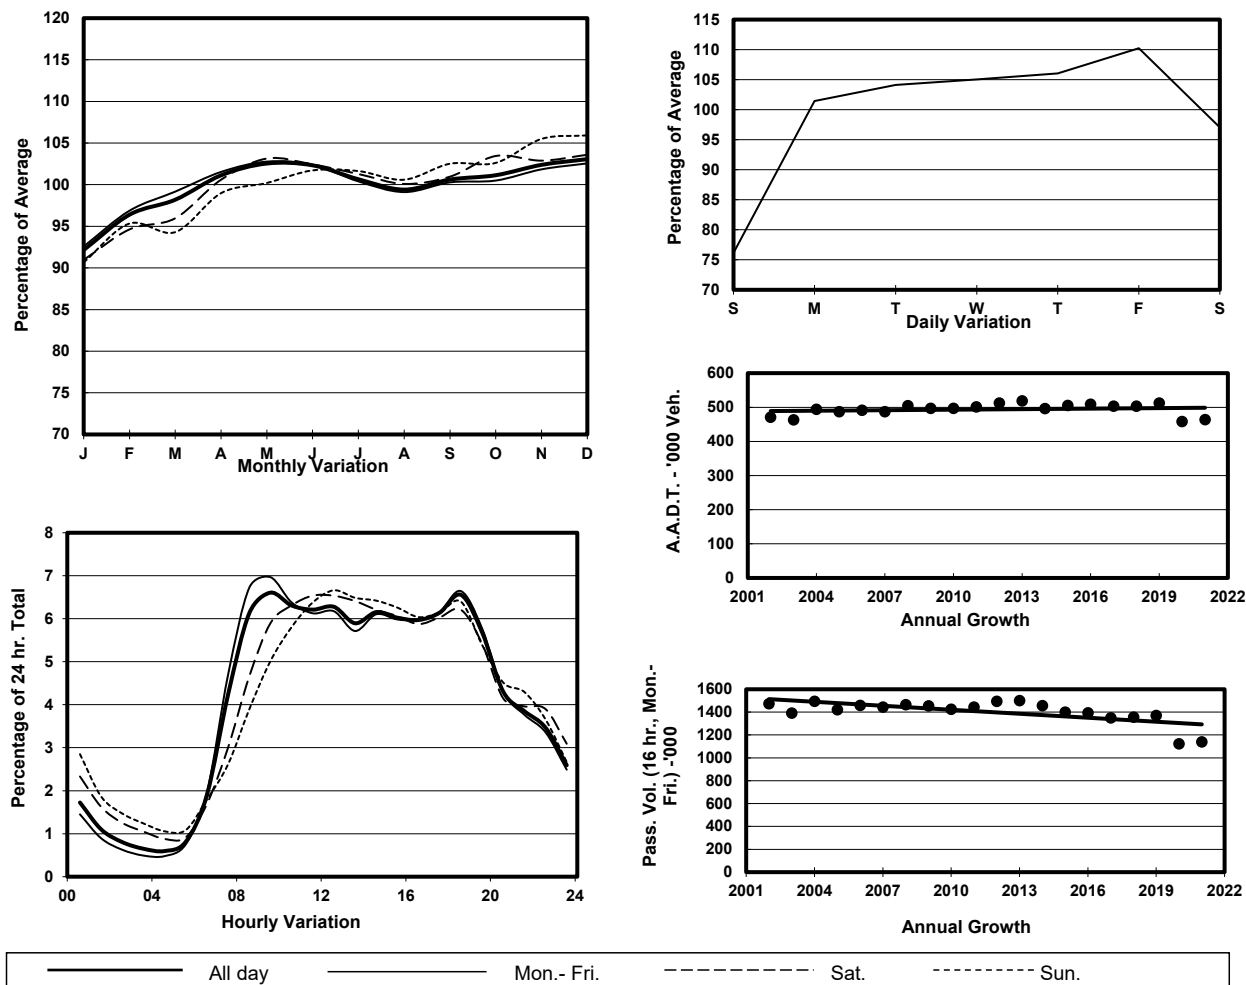 120
115
110
105
100
95
90
85
80
75
70
Percentage of Average
J F M A M J J A S O N D
Monthly Variation
115
110
105
100
95
90
85
80
75
70
Percentage of Average
S M T W T F S
Daily Variation
600
500
400
300
200
100
0
A.A.D.T. - '000 Veh.
2001 2004 2007 2010 2013 2016 2019 2022
Annual Growth
8
7
6
5
4
3
2
1
0
Percentage of 24 hr. Total
00 04 08 12 16 20 24
Hourly Variation
1600
1400
1200
1000
800
600
400
200
0
Pass. Vol. (16 hr., Mon.-
Fri.) -'000
2001 2004 2007 2010 2013 2016 2019 2022
Annual Growth
All day Mon.- Fri. Sat. Sun.